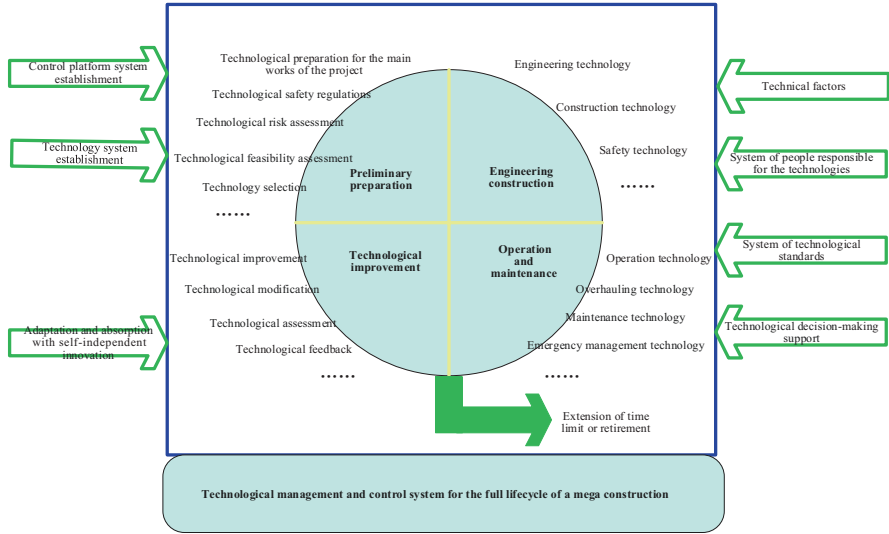 Control platform system
establishment
Technology system
establishment
Adaptation and absorption
with self-independent
innovation
Technological preparation for the main
works of the project
Technological safety regulations
Technological risk assessment
Technological feasibility assessment
Technology selection
……
Preliminary
preparation
Engineering technology
Construction technology
Safety technology
……
Engineering
construction
Technological improvement
Technological modification
Technological assessment
Technological feedback
……
Technological
improvement
Operation
and
maintenance
Operation technology
Overhauling technology
Maintenance technology
Emergency management technology
……
Extension of time
limit or retirement
Technical factors
System of people responsible
for the technologies
System of technological
standards
Technological decision-making
support
Technological management and control system for the full lifecycle of a mega construction